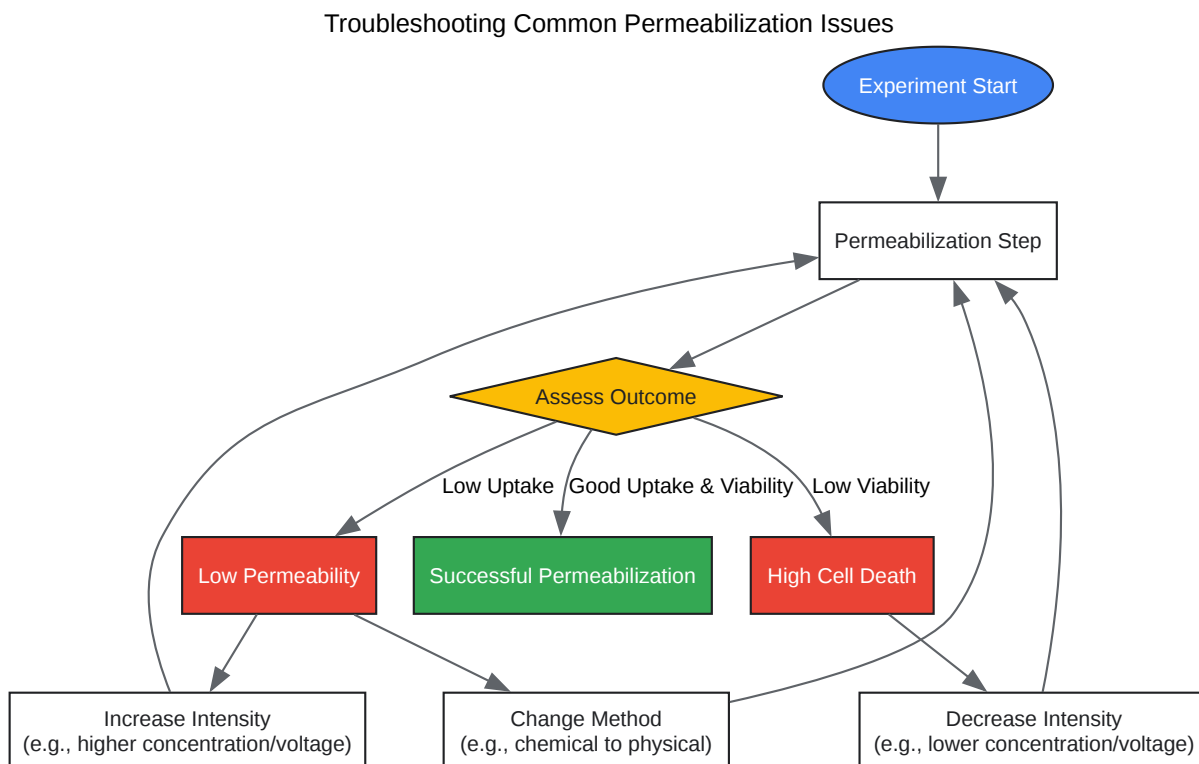 Troubleshooting Common Permeabilization Issues
Experiment Start
Permeabilization Step
Assess Outcome
Low Uptake
Good Uptake & Viability
Low Viability
Low Permeability
Successful Permeabilization
High Cell Death
Increase Intensity
(e.g., higher concentration/voltage)
Change Method
(e.g., chemical to physical)
Decrease Intensity
(e.g., lower concentration/voltage)